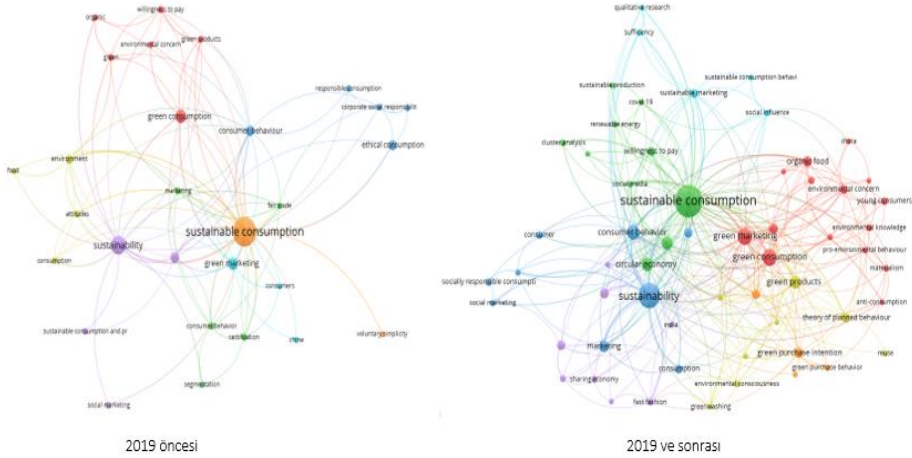 organic
willingness to pay
green products
environmental concern
green
responsible consumption
corporate social responsibili
green consumption
consumer behaviour
ethical consumption
environment
food
marketing
fair trade
attitudes
sustainability
sustainable consumption
green marketing
consumption
consumers
sustainable consumption and pr
consumer behavior
certification
china
voluntary simplicity
segmentation
social marketing
2019 öncesi
qualitative research
sufficiency
sustainable production
sustainable marketing
sustainable consumption behavi
covid-19
social influence
renewable energy
cluster analysis
willingness to pay
china
organic food
social media
environmental concern
young consumers
sustainable consumption
consumer
consumer behavior
green marketing
environmental knowledge
pro-environmental behaviour
circular economy
green consumption
materialism
socially responsible consumpti
green products
social marketing
sustainability
anti-consumption
india
theory of planned behaviour
marketing
green purchase intention
reuse
consumption
green purchase behavior
sharing economy
environmental consciousness
fast fashion
greenwashing
2019 ve sonrası